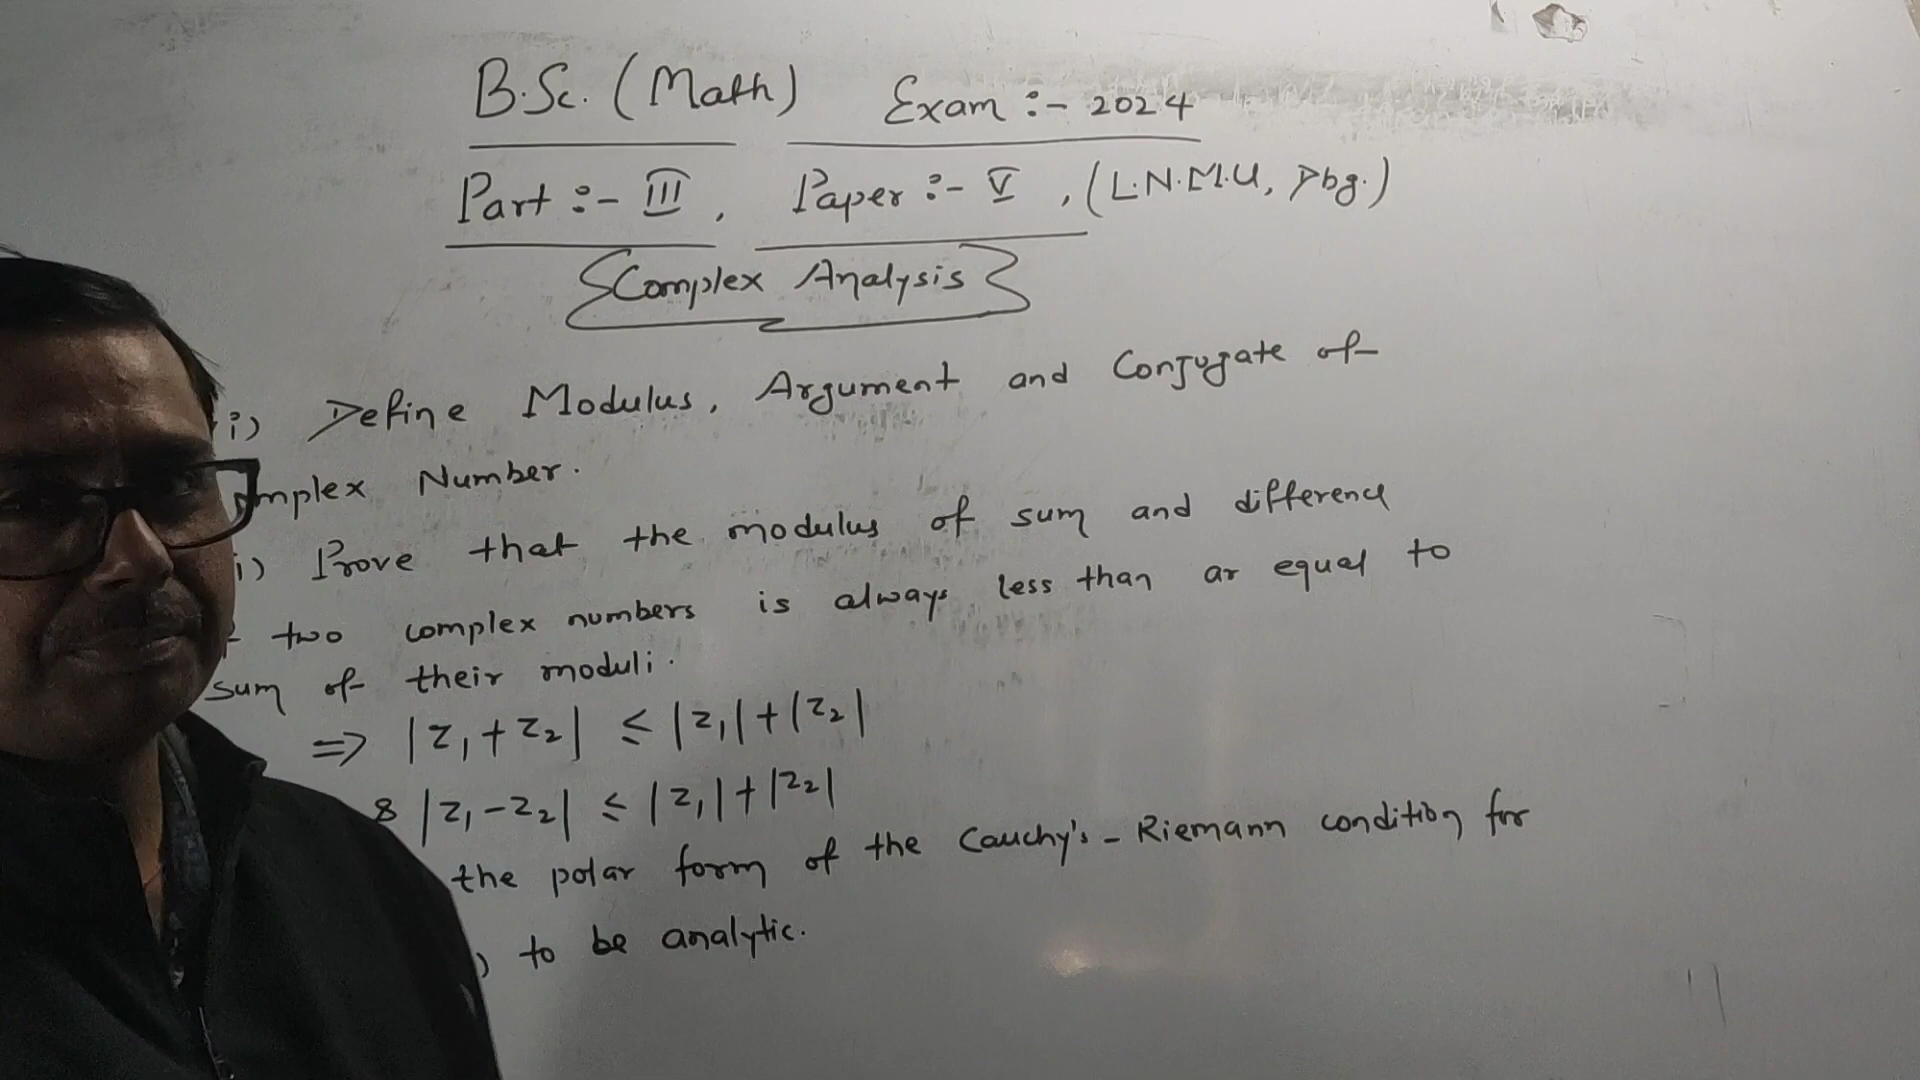 B.Sc. (Math) Exam :- 2024
Part :- III, Paper :- V, (L.N.M.U, Dbg.)
Complex Analysis
i) Define Modulus, Argument and Conjugate of
mplex Number.
i) Prove that the modulus of sum and difference
two complex numbers is always less than ar equal to
sum of their moduli.
⇒ |z₁+z₂| ≤ |z₁|+|z₂|
& |z₁-z₂| ≤ |z₁|+|z₂|
the polar form of the Cauchy's-Riemann condition for
) to be analytic.